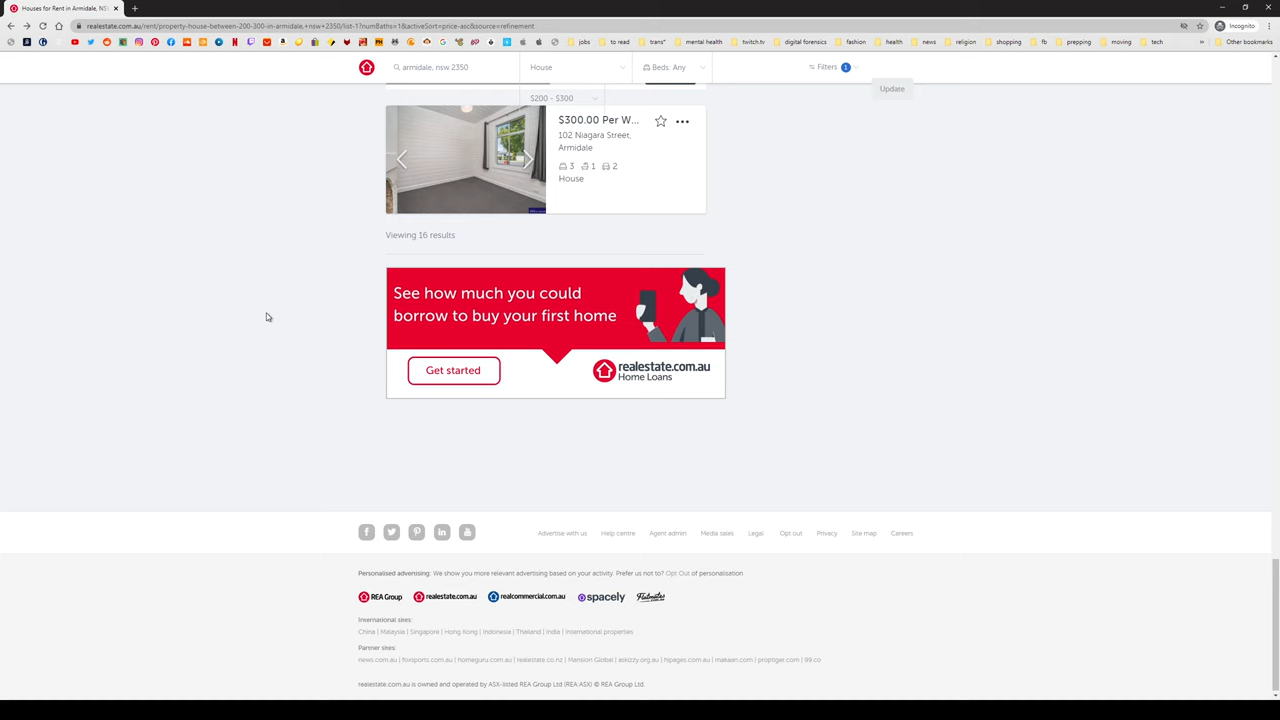 Houses for Rent in Armidale, NSW
realestate.com.au/rent/property-house-between-200-300-in-armidale,+nsw+2350/list-1?numBaths=1&activeSort=price-asc&source=refinement
Incognito
jobs
to read
trans*
mental health
twitch.tv
digital forensics
fashion
health
news
religion
shopping
fb
prepping
moving
tech
»
Other bookmarks
armidale, nsw 2350
House
Beds: Any
Filters 1
Update
$200 - $300
$300.00 Per W...
102 Niagara Street,
Armidale
3 1 2
House
Viewing 16 results
See how much you could
borrow to buy your first home
Get started
realestate.com.au
Home Loans
Advertise with us Help centre Agent admin Media sales Legal Opt out Privacy Site map Careers
Personalised advertising: We show you more relevant advertising based on your activity. Prefer us not to? Opt Out of personalisation
REA Group realestate.com.au realcommercial.com.au spacely Flatmates.com.au
International sites:
China | Malaysia | Singapore | Hong Kong | Indonesia | Thailand | India | International properties
Partner sites:
news.com.au | foxsports.com.au | homeguru.com.au | realestate.co.nz | Mansion Global | askizzy.org.au | hipages.com.au | makaan.com | proptiger.com | 99.co
realestate.com.au is owned and operated by ASX-listed REA Group Ltd (REA:ASX) © REA Group Ltd.